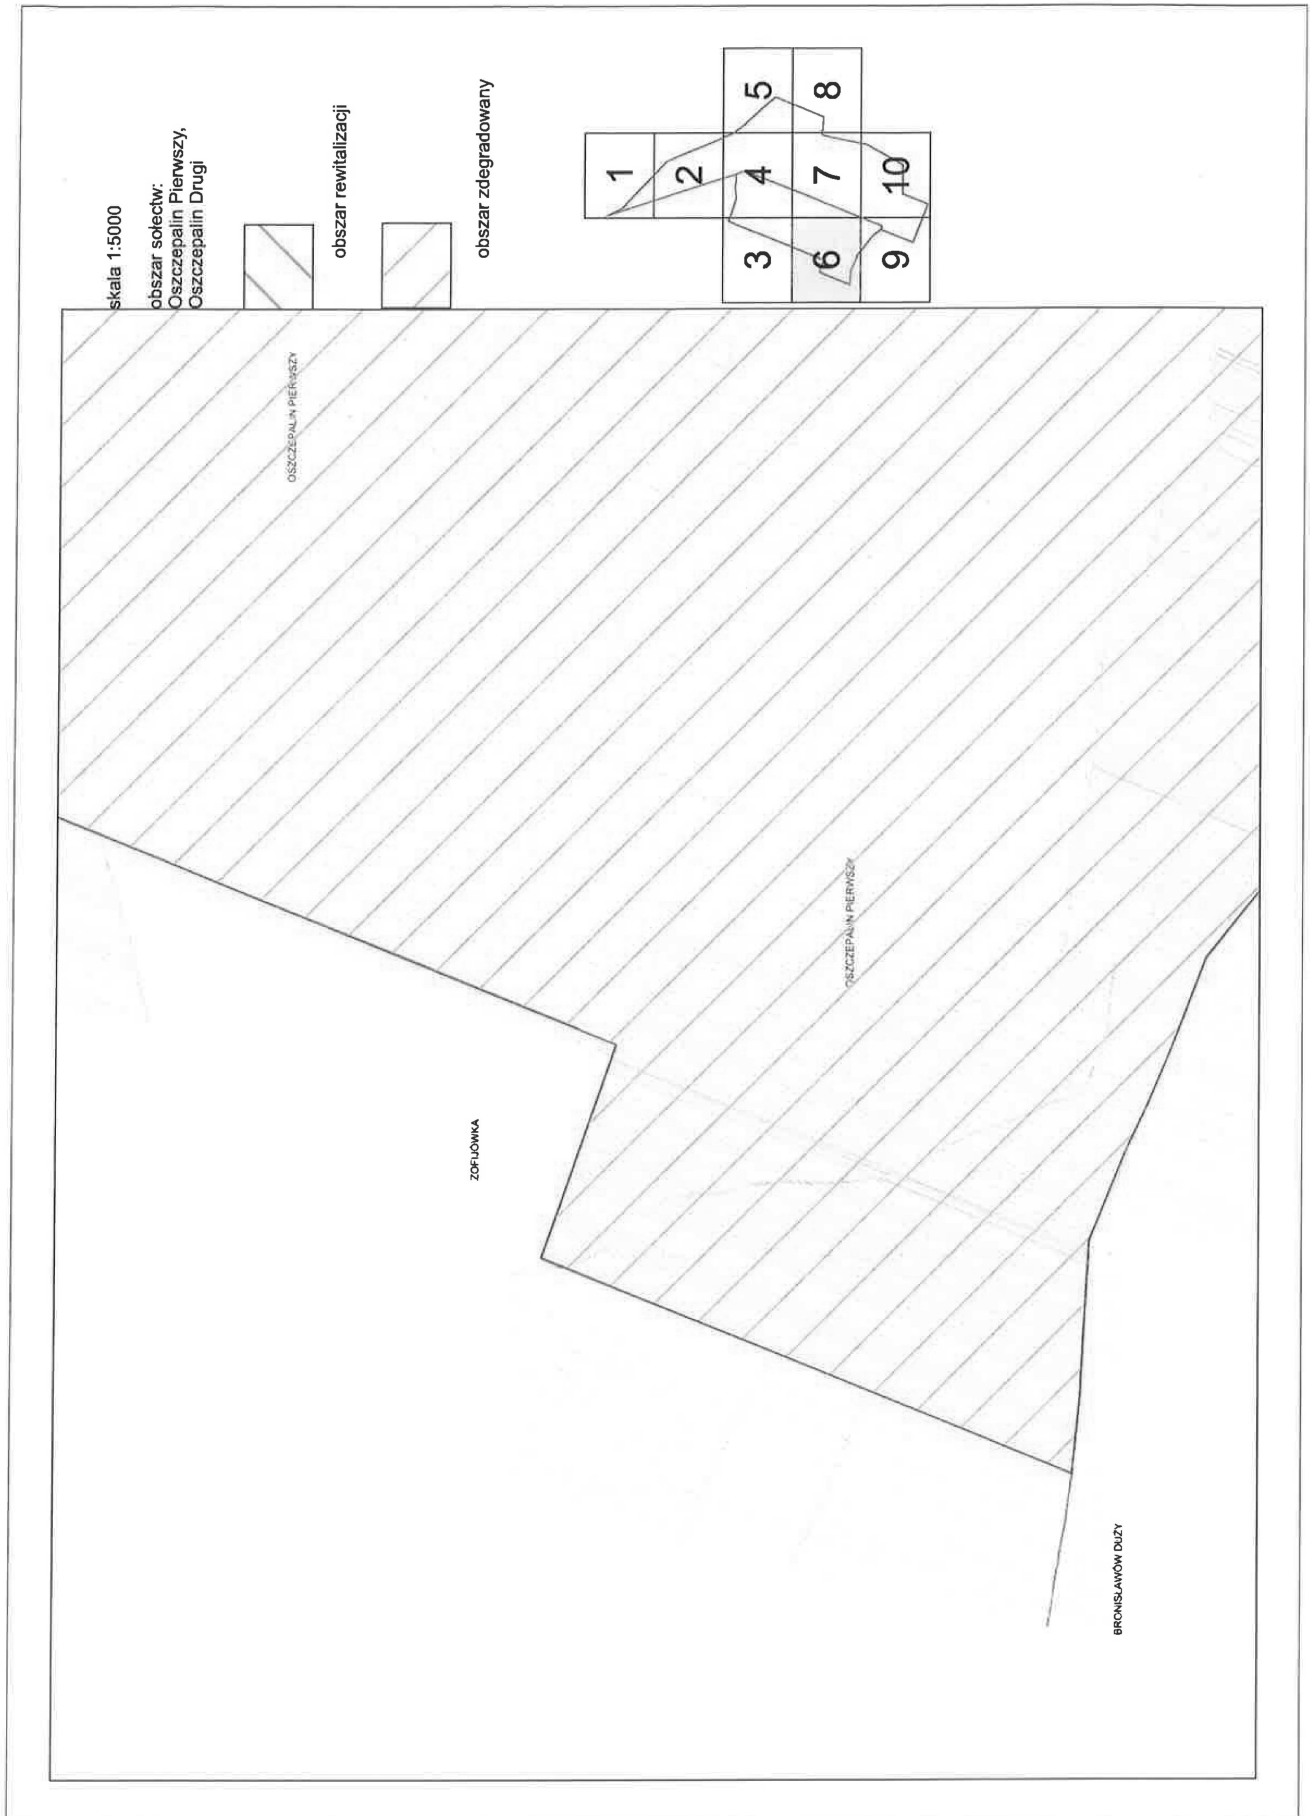 skala 1:5000
obszar sołectw:
Oszczepalin Pierwszy,
Oszczepalin Drugi
obszar rewitalizacji
obszar zdegradowany
1
2
3 4 5
6 7 8
9 10
OSZCZEPALIN PIERWSZY
ZOFIJÓWKA
OSZCZEPALIN PIERWSZY
BRONISŁAWÓW DUŻY